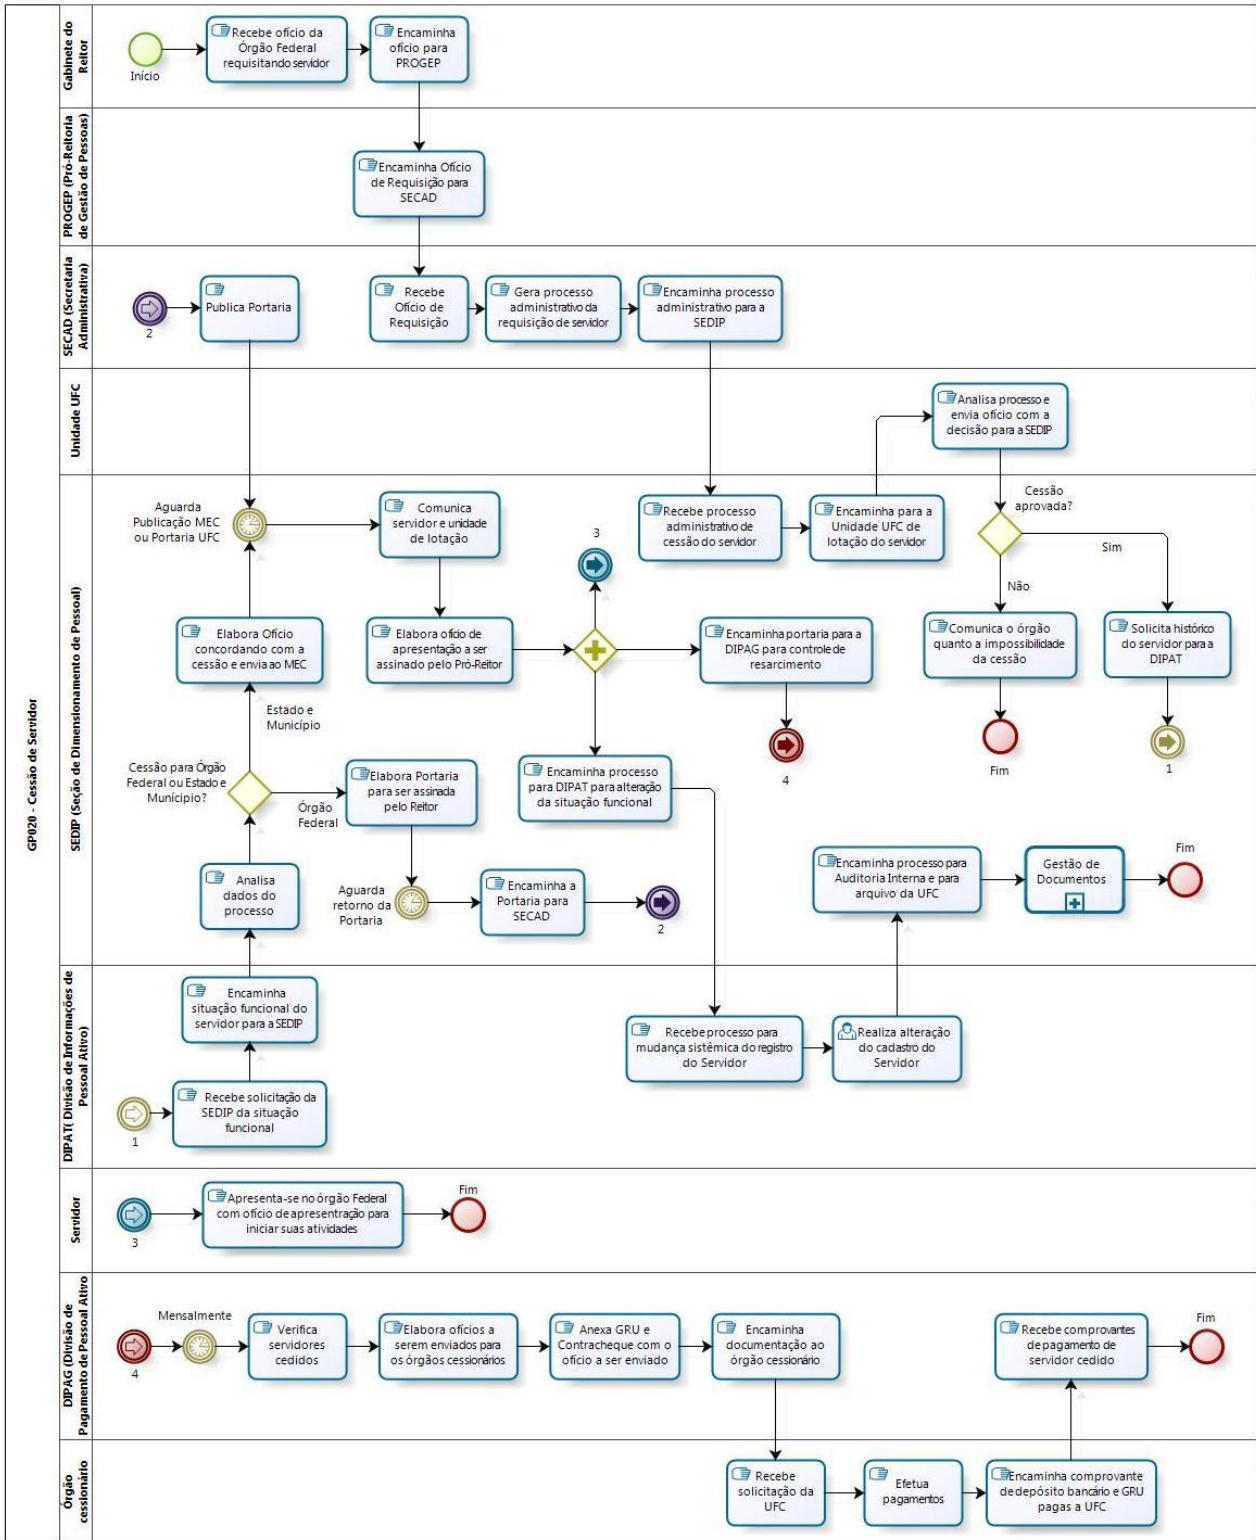 GP020 - Cessão de Servidor
Gabinete do
Reitor
Início
Recebe ofício da
Órgão Federal
requisitando servidor
Encaminha
ofício para
PROGEP
PROGEP (Pró-Reitoria
de Gestão de Pessoas)
Encaminha Ofício
de Requisição para
SECAD
SECAD (Secretaria
Administrativa)
2
Publica Portaria
Recebe
Ofício de
Requisição
Gera processo
administrativo da
requisição de servidor
Encaminha processo
administrativo para a
SEDIP
Unidade UFC
Analisa processo e
envia ofício com a
decisão para a SEDIP
SEDIP (Seção de Dimensionamento de Pessoal)
Aguarda
Publicação MEC
ou Portaria UFC
Comunica
servidor e unidade
de lotação
3
Recebe processo
administrativo de
cessão do servidor
Encaminha para a
Unidade UFC de
lotação do servidor
Cessão
aprovada?
Sim
Não
Elabora Ofício
concordando com a
cessão e envia ao MEC
Elabora ofício de
apresentação a ser
assinado pelo Pró-Reitor
Encaminha portaria para a
DIPAG para controle de
resarcimento
Comunica o órgão
quanto a impossibilidade
da cessão
Solicita histórico
do servidor para a
DIPAT
Estado e
Município
4
Fim
1
Cessão para Órgão
Federal ou Estado e
Munícipio?
Órgão
Federal
Elabora Portaria
para ser assinada
pelo Reitor
Encaminha processo
para DIPAT para alteração
da situação funcional
Analisa
dados do
processo
Aguarda
retorno da
Portaria
Encaminha a
Portaria para
SECAD
2
Encaminha processo para
Auditoria Interna e para
arquivo da UFC
Gestão de
Documentos
Fim
DIPAT( Divisão de Informações de
Pessoal Ativo)
Encaminha
situação funcional do
servidor para a SEDIP
Recebe processo para
mudança sistêmica do registro
do Servidor
Realiza alteração
do cadastro do
Servidor
1
Recebe solicitação da
SEDIP da situação
funcional
Servidor
3
Apresenta-se no órgão Federal
com ofício de apresentração para
iniciar suas atividades
Fim
DIPAG (Divisão de
Pagamento de Pessoal Ativo
4
Mensalmente
Verifica
servidores
cedidos
Elabora ofícios a
serem enviados para
os órgãos cessionários
Anexa GRU e
Contracheque com o
ofício a ser enviado
Encaminha
documentação ao
órgão cessionário
Recebe comprovantes
de pagamento de
servidor cedido
Fim
Órgão
cessionário
Recebe
solicitação da
UFC
Efetua
pagamentos
Encaminha comprovante
de depósito bancário e GRU
pagas a UFC